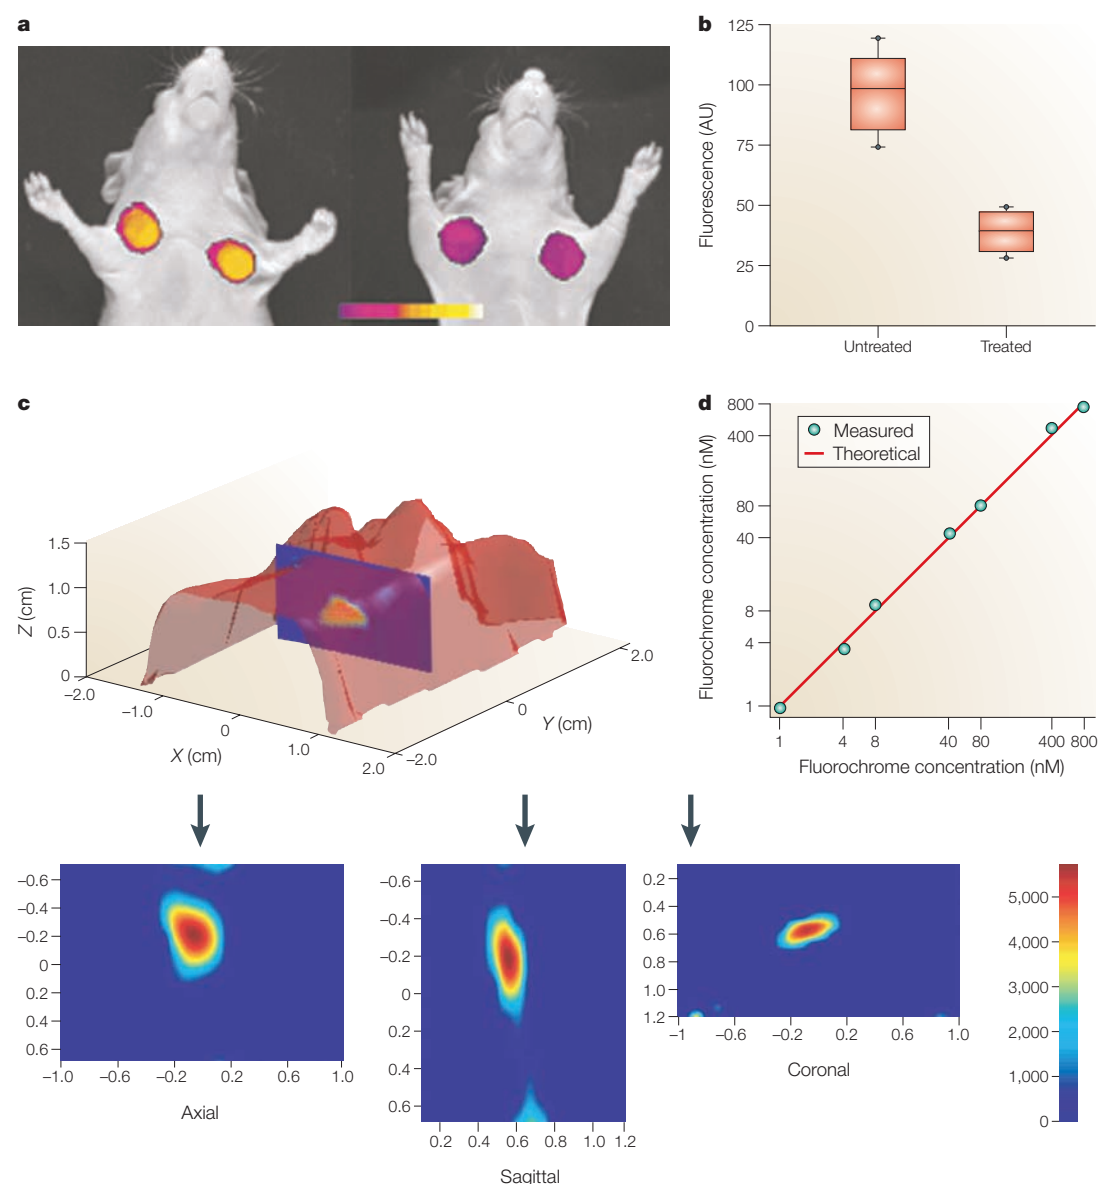 a
b
125
100
75
50
25
0
Fluorescence (AU)
Untreated
Treated
c
1.5
1.0
0.5
0
Z (cm)
–2.0
–1.0
0
1.0
2.0
X (cm)
–2.0
0
2.0
Y (cm)
d
800
400
80
40
8
4
1
Fluorochrome concentration (nM)
Measured
Theoretical
1 4 8 40 80 400 800
Fluorochrome concentration (nM)
–0.6
–0.4
–0.2
0
0.2
0.4
0.6
–1.0 –0.6 –0.2 0.2 0.6 1.0
Axial
–0.6
–0.4
–0.2
0
0.2
0.4
0.6
0.2 0.4 0.6 0.8 1.0 1.2
Sagittal
0.2
0.4
0.6
0.8
1.0
1.2
–1 –0.6 –0.2 0.2 0.6 1.0
Coronal
5,000
4,000
3,000
2,000
1,000
0